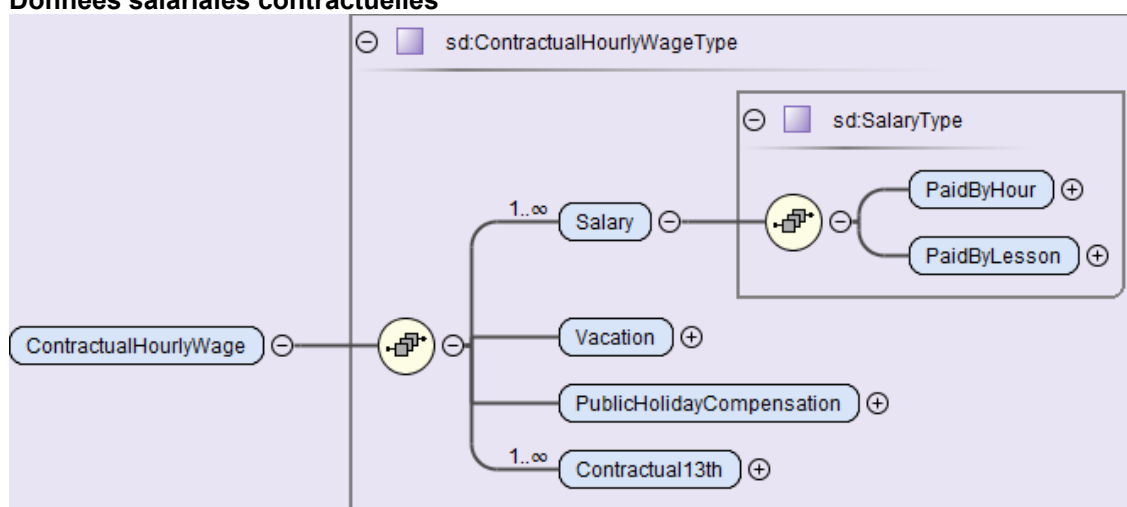 Données salariales contractuelles
sd:ContractualHourlyWageType
sd:SalaryType
PaidByHour
1..∞
Salary
PaidByLesson
ContractualHourlyWage
Vacation
PublicHolidayCompensation
1..∞
Contractual13th